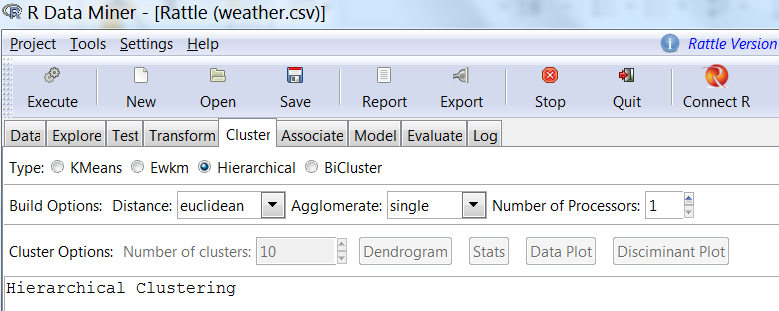 R Data Miner - [Rattle (weather.csv)]
Project Tools Settings Help i Rattle Version
Execute New Open Save Report Export Stop Quit Connect R
Data Explore Test Transform Cluster Associate Model Evaluate Log
Type: KMeans Ewkm Hierarchical BiCluster
Build Options: Distance: euclidean Agglomerate: single Number of Processors: 1
Cluster Options: Number of clusters: 10 Dendrogram Stats Data Plot Disciminant Plot
Hierarchical Clustering